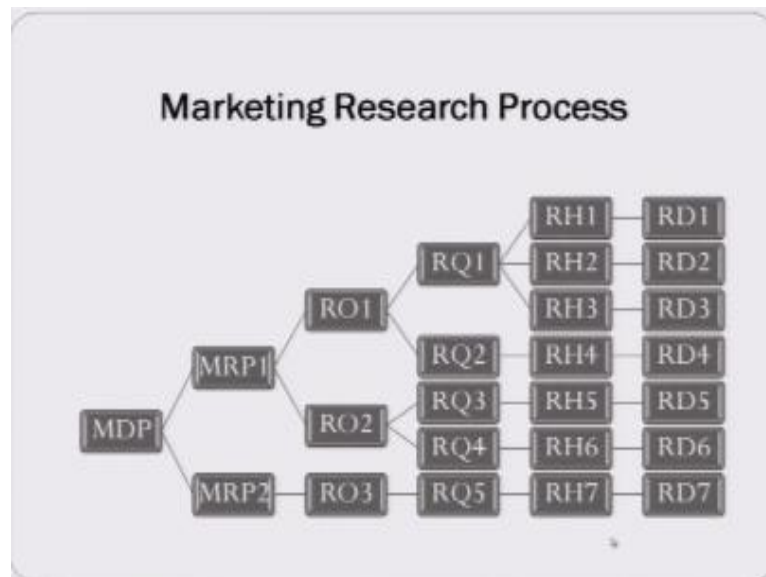 Marketing Research Process
RH1 RD1
RQ1 RH2 RD2
RO1 RH3 RD3
MRP1 RQ2 RH4 RD4
RQ3 RH5 RD5
MDP RO2 RQ4 RH6 RD6
MRP2 RO3 RQ5 RH7 RD7